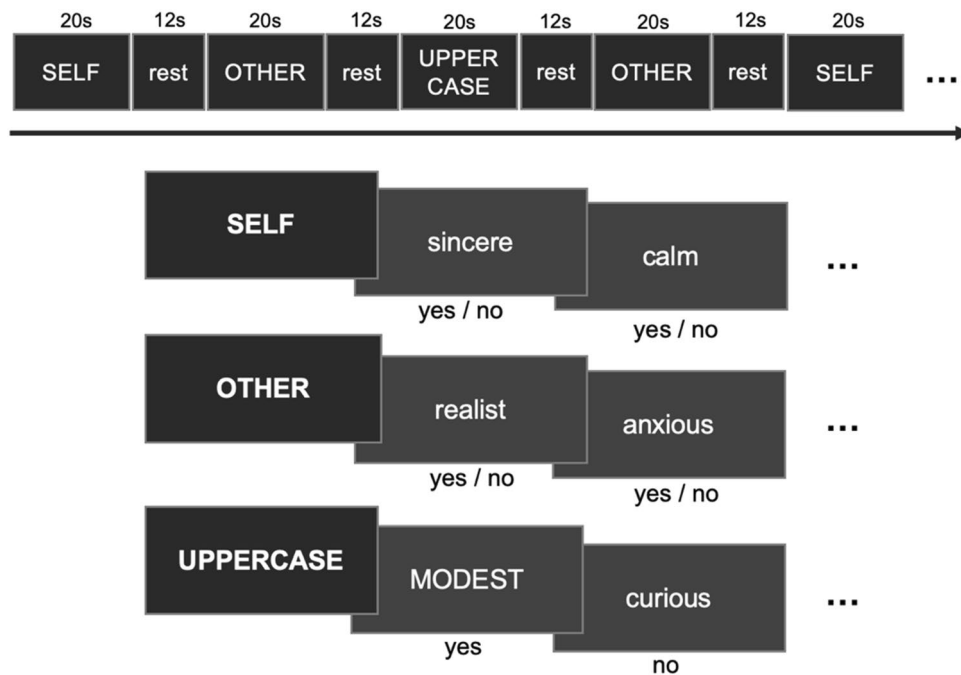 20s 12s 20s 12s 20s 12s 20s 12s 20s
SELF rest OTHER rest UPPER CASE rest OTHER rest SELF ...
SELF
sincere
calm
...
yes / no
yes / no
OTHER
realist
anxious
...
yes / no
yes / no
UPPERCASE
MODEST
curious
...
yes
no